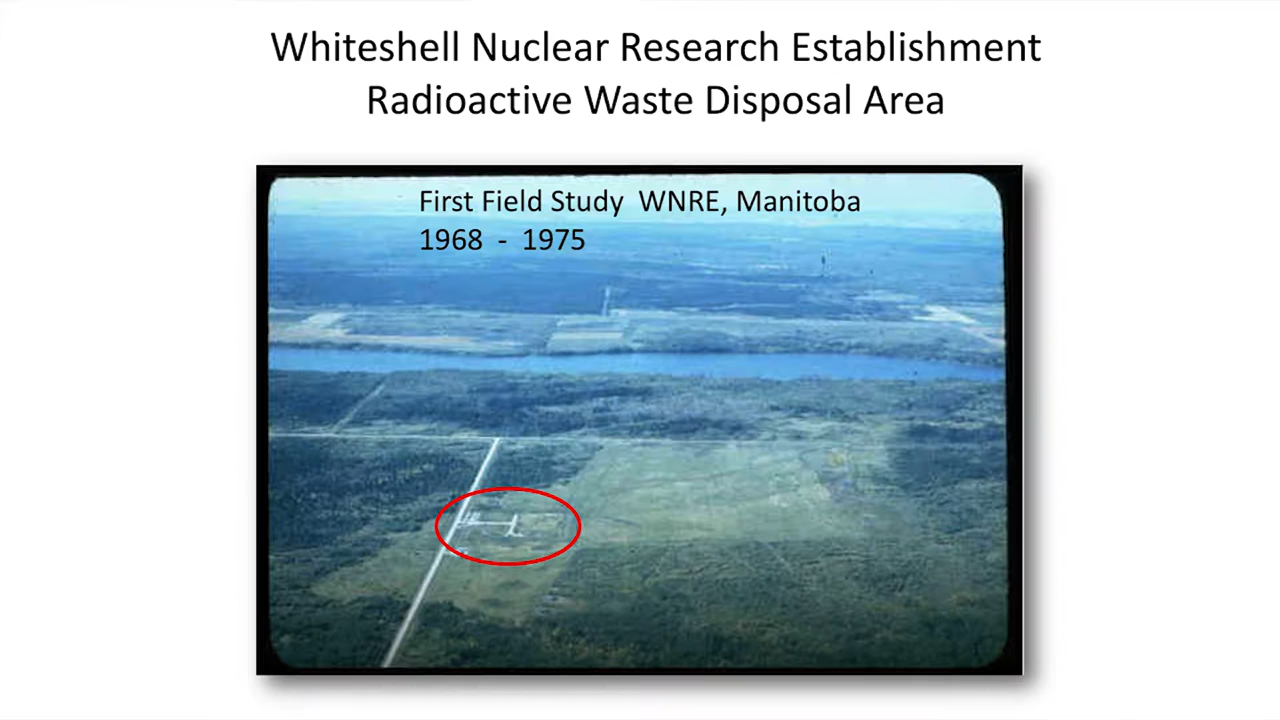 Whiteshell Nuclear Research Establishment
Radioactive Waste Disposal Area
First Field Study  WNRE, Manitoba
1968  -  1975